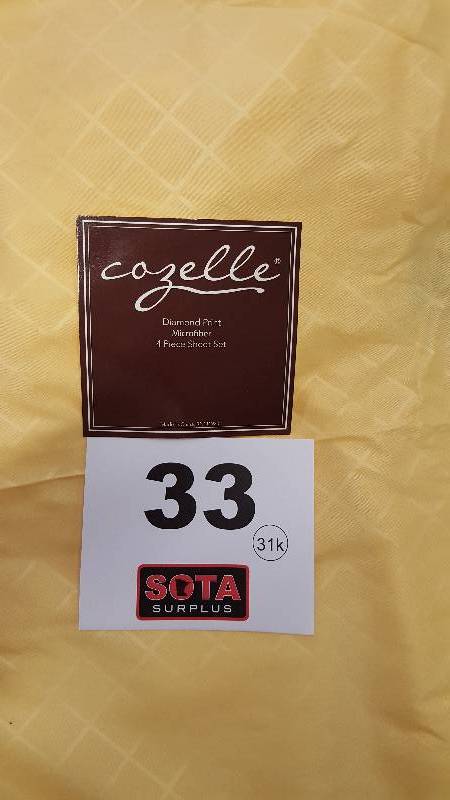 cozelle®
Diamond Print
Microfiber
4 Piece Sheet Set
33
31k
SOTA
SURPLUS